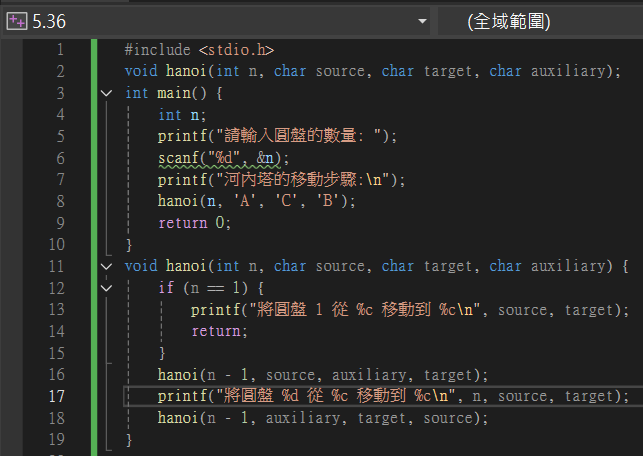 5.36 (全域範圍)
1 #include <stdio.h>
2 void hanoi(int n, char source, char target, char auxiliary);
3 int main() {
4 int n;
5 printf("請輸入圓盤的數量: ");
6 scanf("%d", &n);
7 printf("河內塔的移動步驟:\n");
8 hanoi(n, 'A', 'C', 'B');
9 return 0;
10 }
11 void hanoi(int n, char source, char target, char auxiliary) {
12 if (n == 1) {
13 printf("將圓盤 1 從 %c 移動到 %c\n", source, target);
14 return;
15 }
16 hanoi(n - 1, source, auxiliary, target);
17 printf("將圓盤 %d 從 %c 移動到 %c\n", n, source, target);
18 hanoi(n - 1, auxiliary, target, source);
19 }